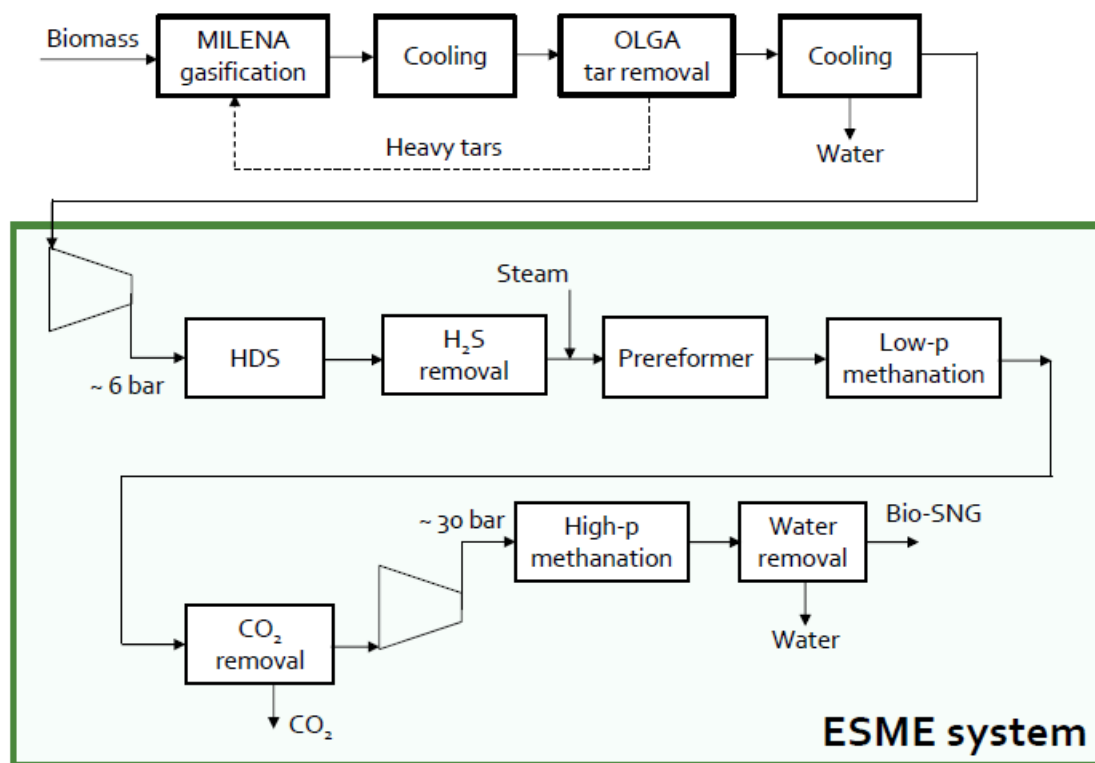 Biomass
MILENA
gasification
Cooling
OLGA
tar removal
Cooling
Heavy tars
Water
Steam
~ 6 bar
HDS
H₂S
removal
Prereformer
Low-p
methanation
~ 30 bar
High-p
methanation
Water
removal
Bio-SNG
Water
CO₂
removal
CO₂
ESME system